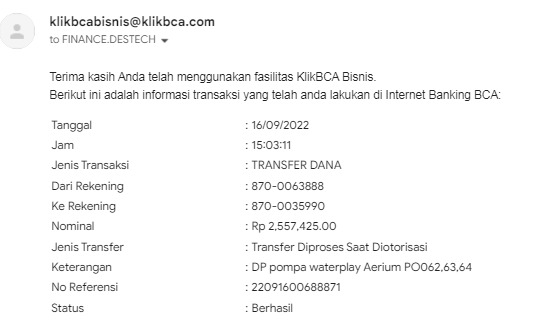 klikbcabisnis@klikbca.com
to FINANCE.DESTECH
Terima kasih Anda telah menggunakan fasilitas KlikBCA Bisnis.
Berikut ini adalah informasi transaksi yang telah anda lakukan di Internet Banking BCA:
Tanggal : 16/09/2022
Jam : 15:03:11
Jenis Transaksi : TRANSFER DANA
Dari Rekening : 870-0063888
Ke Rekening : 870-0035990
Nominal : Rp 2,557,425.00
Jenis Transfer : Transfer Diproses Saat Diotorisasi
Keterangan : DP pompa waterplay Aerium PO062,63,64
No Referensi : 22091600688871
Status : Berhasil